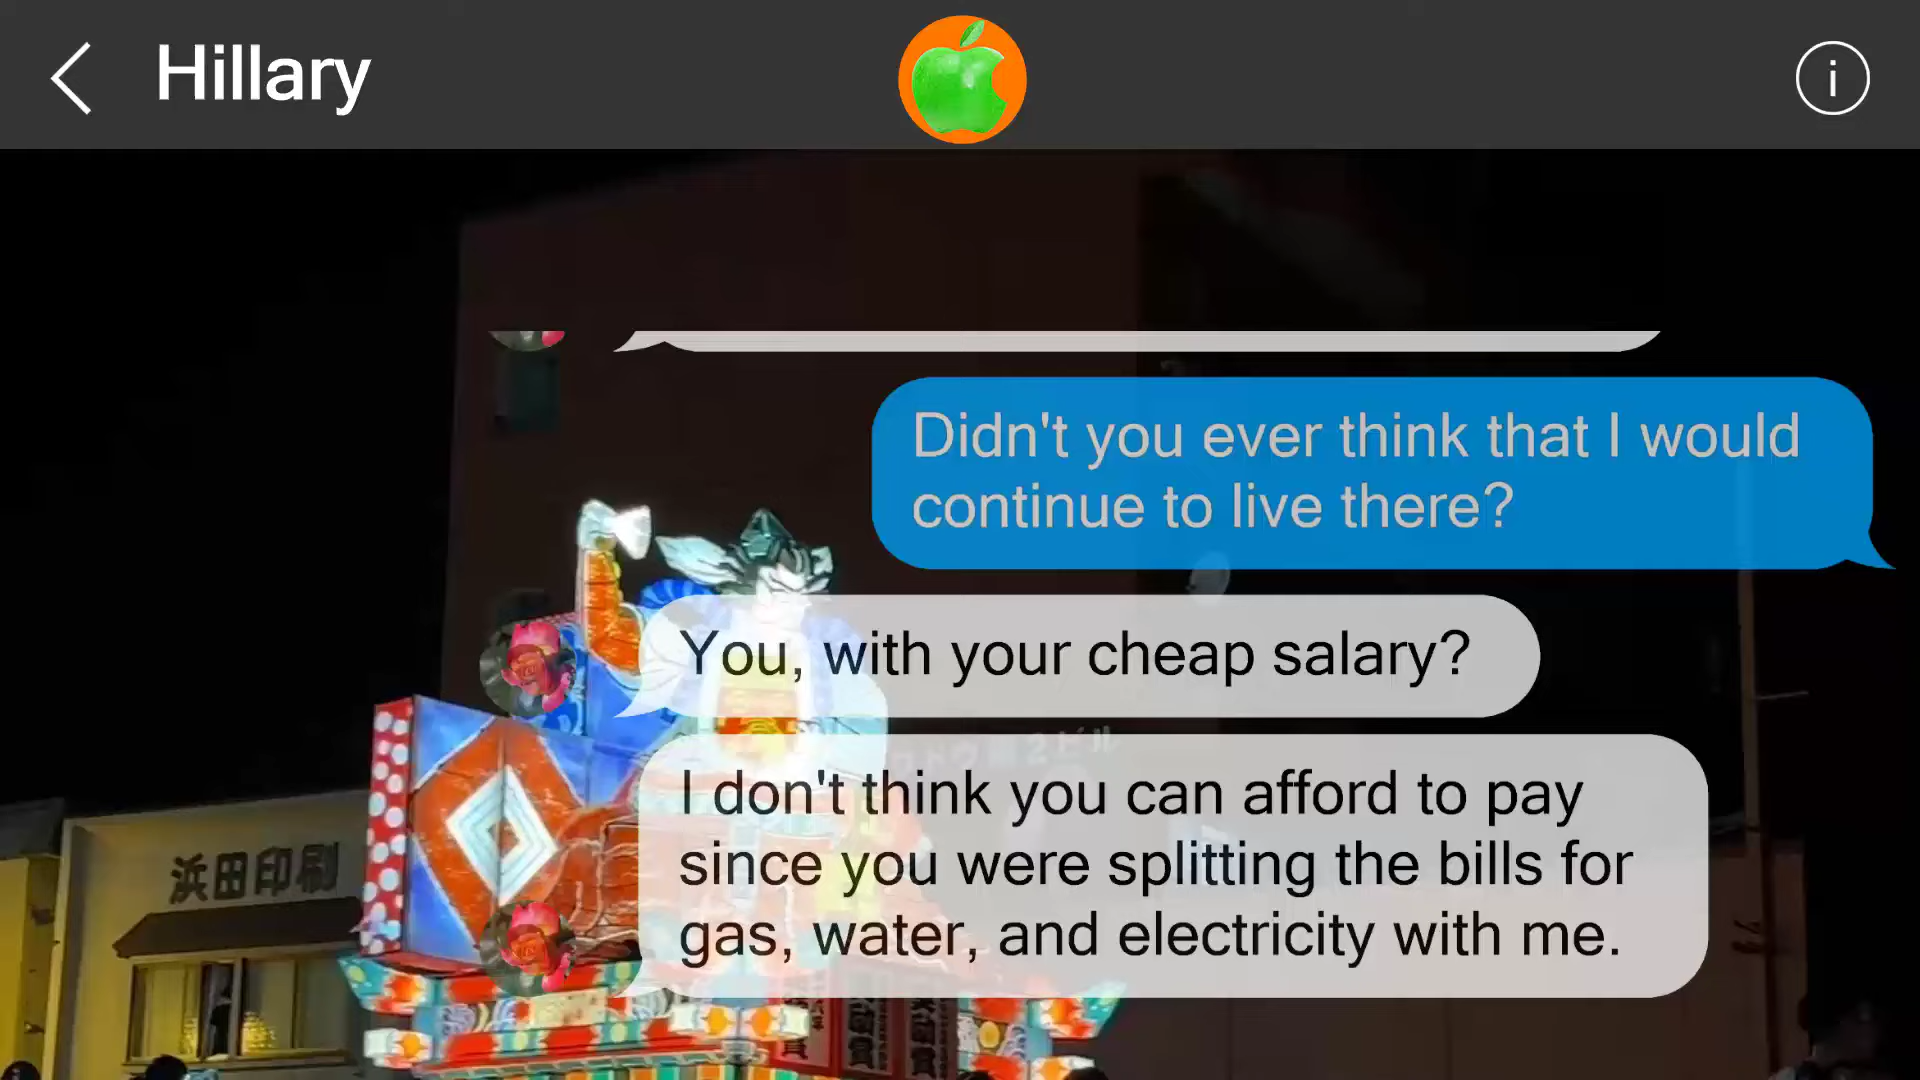 Hillary
Didn't you ever think that I would
continue to live there?
You, with your cheap salary?
I don't think you can afford to pay
since you were splitting the bills for
gas, water, and electricity with me.
浜田印刷